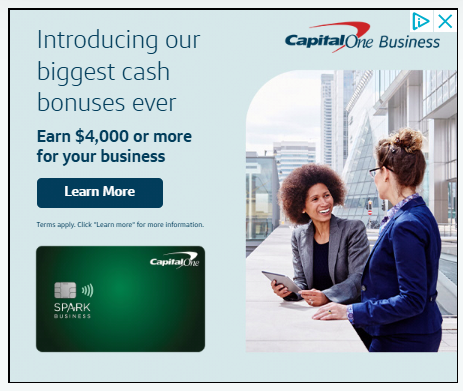 Introducing our
biggest cash
bonuses ever
Capital One Business
Earn $4,000 or more
for your business
Learn More
Terms apply. Click "Learn more" for more information.
Capital One
SPARK
BUSINESS